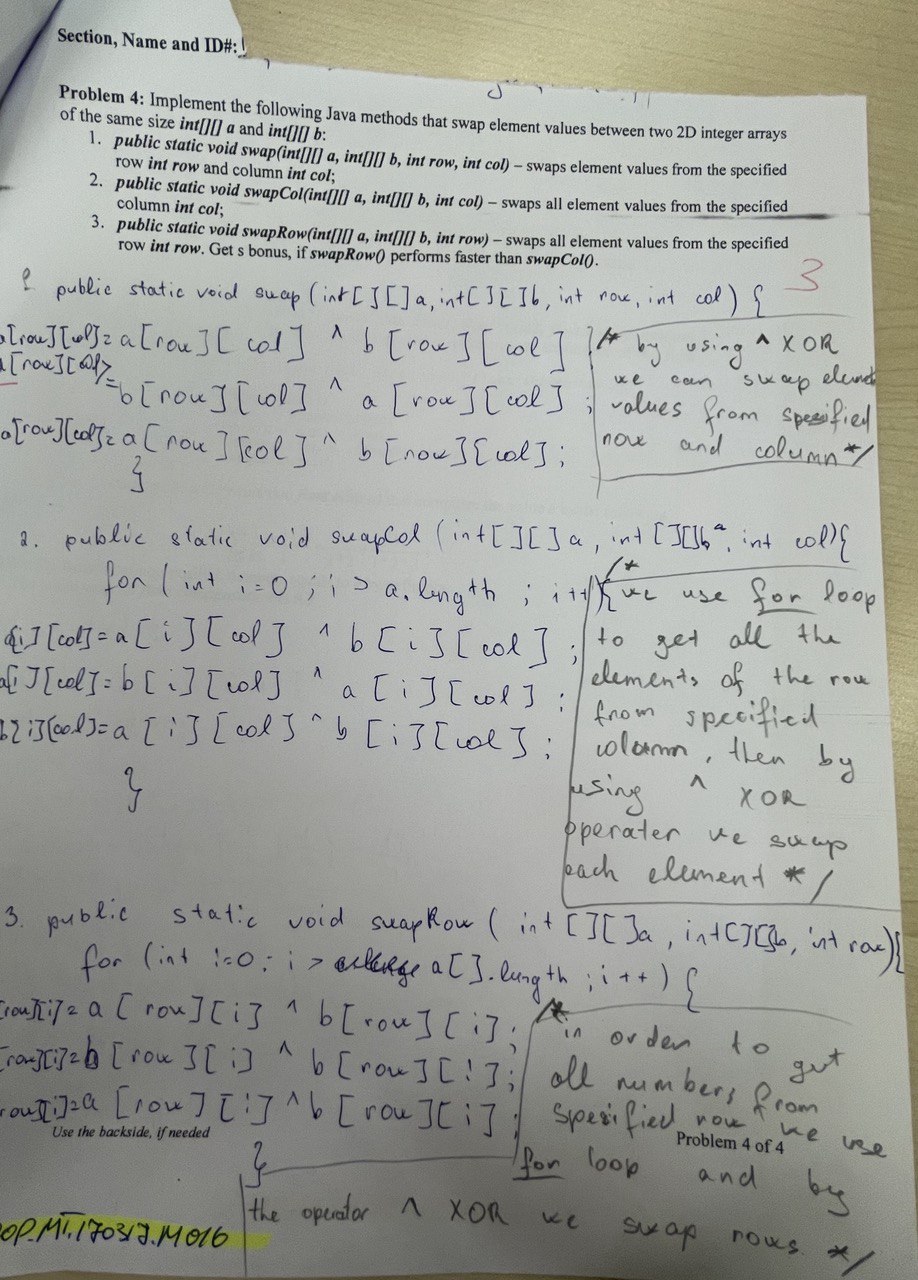 Section, Name and ID#:
Problem 4: Implement the following Java methods that swap element values between two 2D integer arrays
of the same size int[][] a and int[][] b:
1. public static void swap(int[][] a, int[][] b, int row, int col) – swaps element values from the specified
row int row and column int col;
2. public static void swapCol(int[][] a, int[][] b, int col) – swaps all element values from the specified
column int col;
3. public static void swapRow(int[][] a, int[][] b, int row) – swaps all element values from the specified
row int row. Get s bonus, if swapRow() performs faster than swapCol().
3
public static void swap (int[][]a, int[][]b, int row, int col) {
a[row][col]= a[row][col] ^ b[row][col]
a[row][col]
= b[row][col] ^ a[row][col] ;
a[row][col]= a[row][col] ^ b[row][col];
}
/* by using ^ XOR
we can swap element
values from specified
row and column */
2. public static void swapCol (int[][]a, int[][]b, int col){
for (int i=0 ; i > a.length ; i++){
[i][col]= a[i][col] ^ b[i][col] ;
a[i][col]= b[i][col] ^ a[i][col] ;
b[i][col]= a[i][col] ^ b[i][col] ;
}
/*
we use for loop
to get all the
elements of the row
from specified
column, then by
using ^ XOR
operater we swap
each element */
3. public static void swapRow (int[][]a, int[][]b, int row){
for (int i=0; i > a[].length ; i++) {
[row][i]= a[row][i] ^ b[row][i];
[row][i]= b[row][i] ^ b[row][i];
row][i]= a[row][i] ^ b[row][i];
}
/*
in order to get
all numbers from
spesified row we use
for loop and by
the operator ^ XOR we swap rows */
Use the backside, if needed
Problem 4 of 4
OP_MT.170317.M016